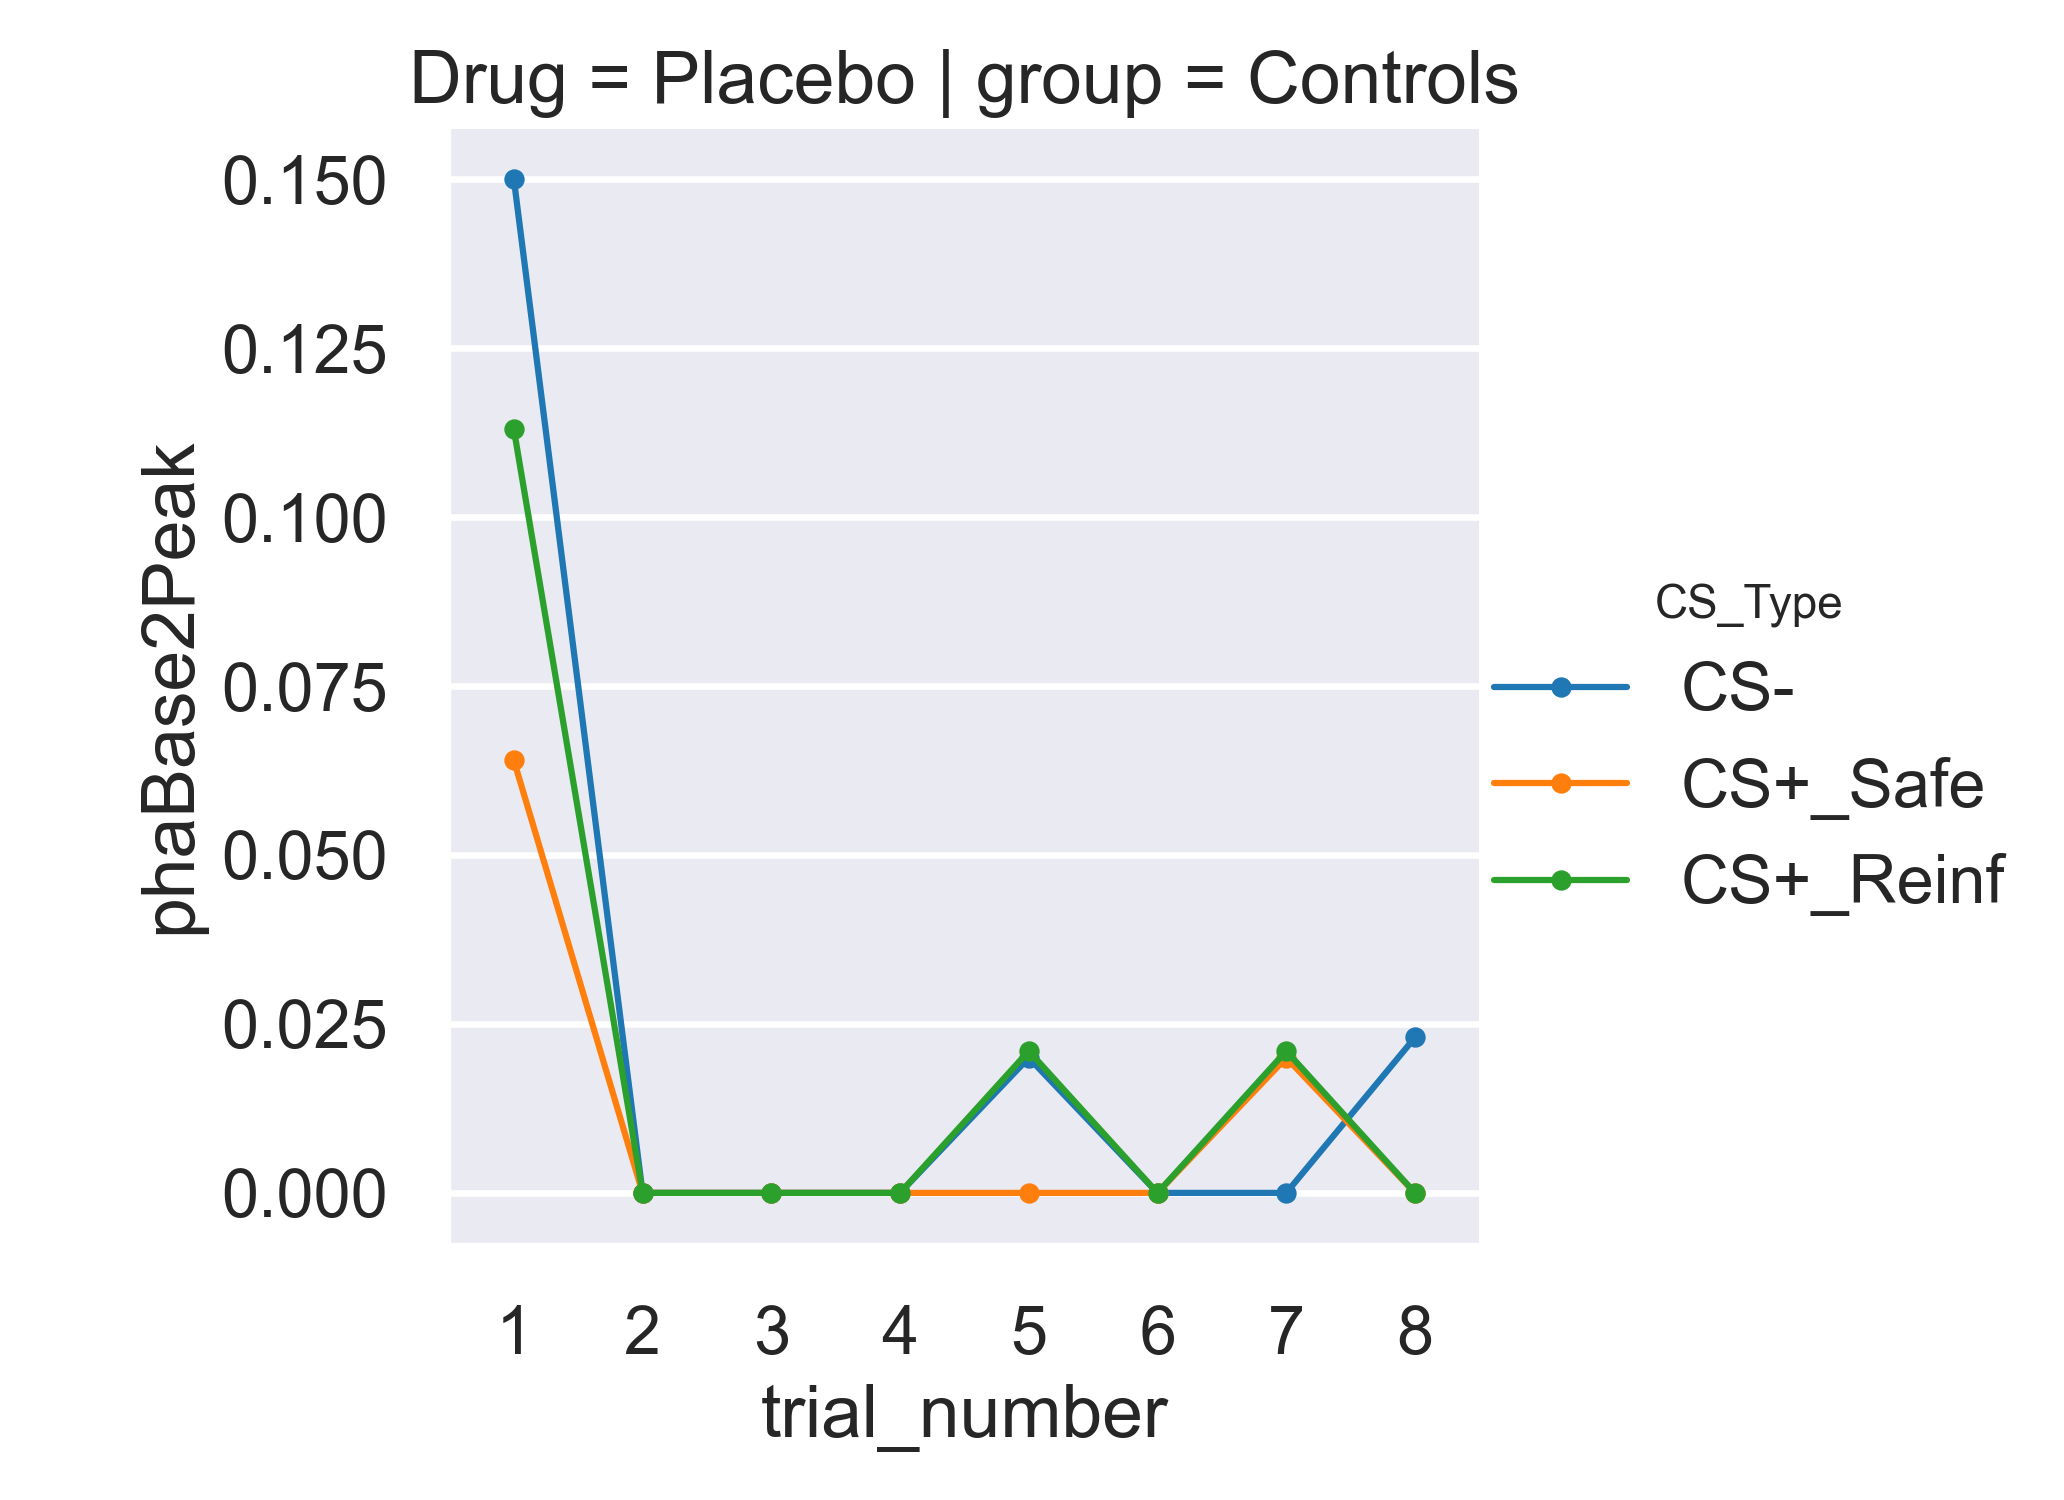 Drug = Placebo | group = Controls
phaBase2Peak
0.150
0.125
0.100
0.075
0.050
0.025
0.000
1 2 3 4 5 6 7 8
trial_number
CS_Type
CS-
CS+_Safe
CS+_Reinf